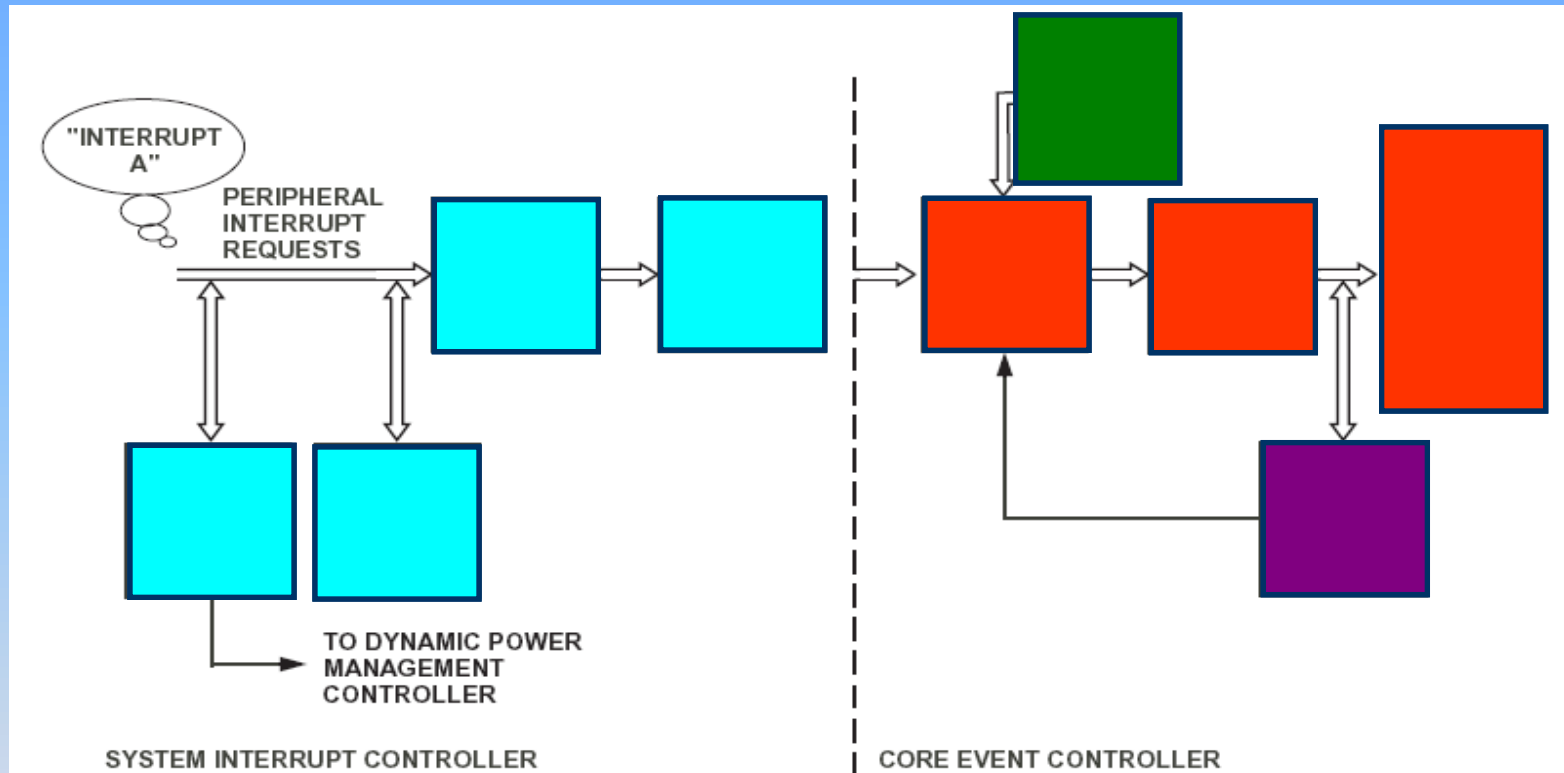 "INTERRUPT
A"
PERIPHERAL
INTERRUPT
REQUESTS
TO DYNAMIC POWER
MANAGEMENT
CONTROLLER
SYSTEM INTERRUPT CONTROLLER
CORE EVENT CONTROLLER